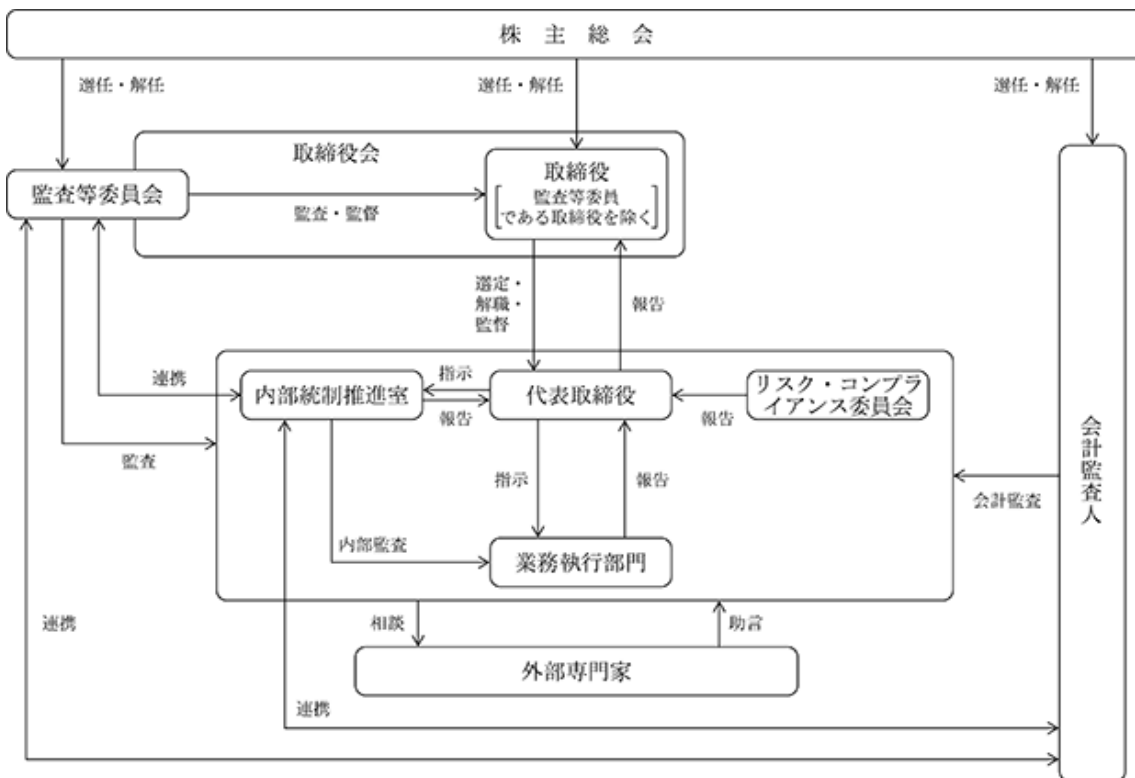 株主総会
選任・解任
選任・解任
選任・解任
取締役会
取締役
監査等委員
である取締役を除く
監査等委員会
監査・監督
選定・
解職・
監督
報告
連携
内部統制推進室
指示
報告
代表取締役
リスク・コンプラ
イアンス委員会
報告
監査
指示
報告
会計監査
会計監査人
内部監査
業務執行部門
連携
相談
助言
外部専門家
連携